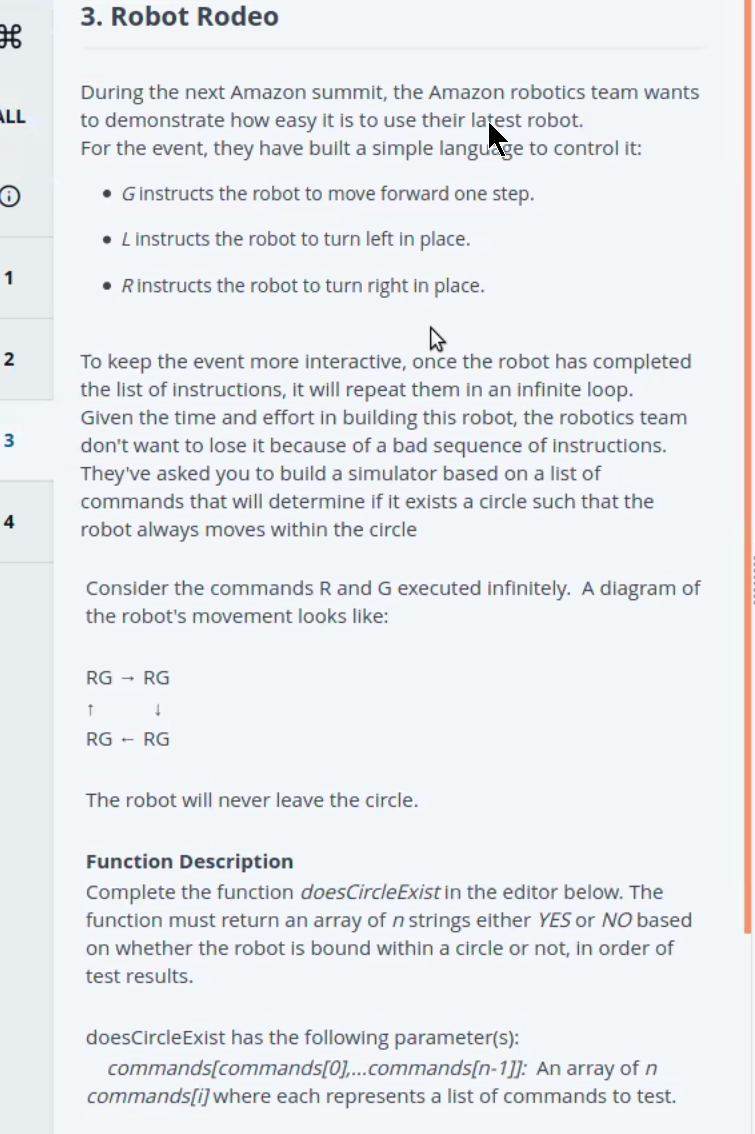 3. Robot Rodeo
⌘
During the next Amazon summit, the Amazon robotics team wants
to demonstrate how easy it is to use their latest robot.
ALL
For the event, they have built a simple language to control it:
• G instructs the robot to move forward one step.
• L instructs the robot to turn left in place.
1
• R instructs the robot to turn right in place.
2
To keep the event more interactive, once the robot has completed
the list of instructions, it will repeat them in an infinite loop.
Given the time and effort in building this robot, the robotics team
3
don't want to lose it because of a bad sequence of instructions.
They've asked you to build a simulator based on a list of
commands that will determine if it exists a circle such that the
4
robot always moves within the circle
Consider the commands R and G executed infinitely. A diagram of
the robot's movement looks like:
RG → RG
↑ ↓
RG ← RG
The robot will never leave the circle.
Function Description
Complete the function doesCircleExist in the editor below. The
function must return an array of n strings either YES or NO based
on whether the robot is bound within a circle or not, in order of
test results.
doesCircleExist has the following parameter(s):
commands[commands[0],...commands[n-1]]: An array of n
commands[i] where each represents a list of commands to test.